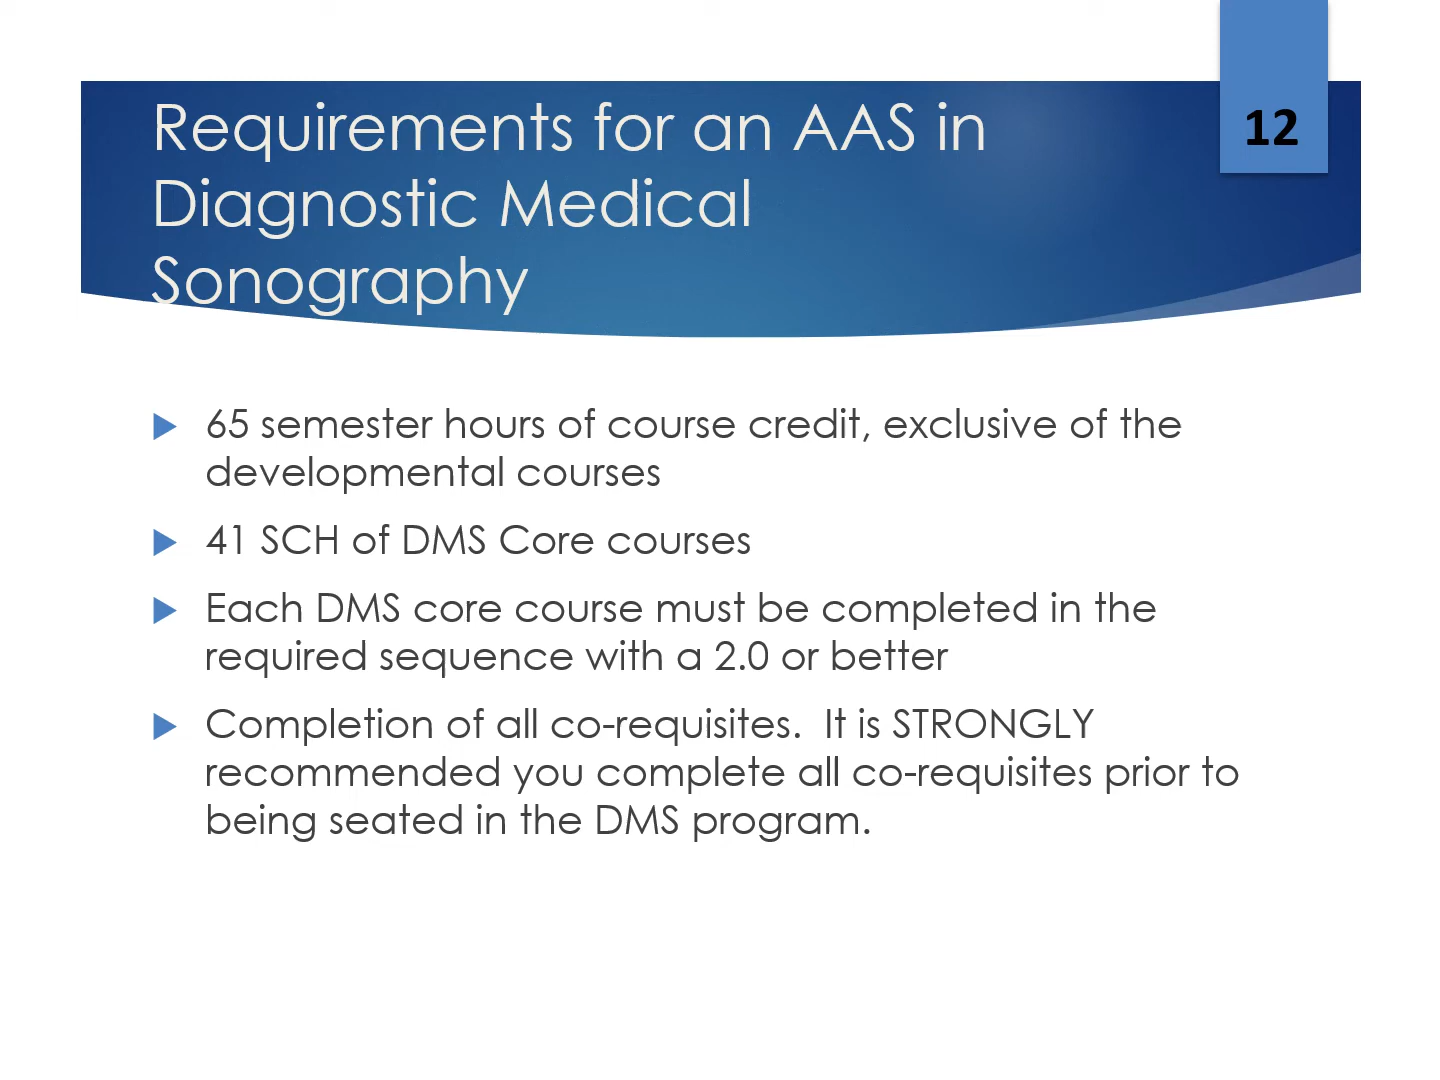 12
Requirements for an AAS in
Diagnostic Medical
Sonography
65 semester hours of course credit, exclusive of the
developmental courses
41 SCH of DMS Core courses
Each DMS core course must be completed in the
required sequence with a 2.0 or better
Completion of all co-requisites.  It is STRONGLY
recommended you complete all co-requisites prior to
being seated in the DMS program.